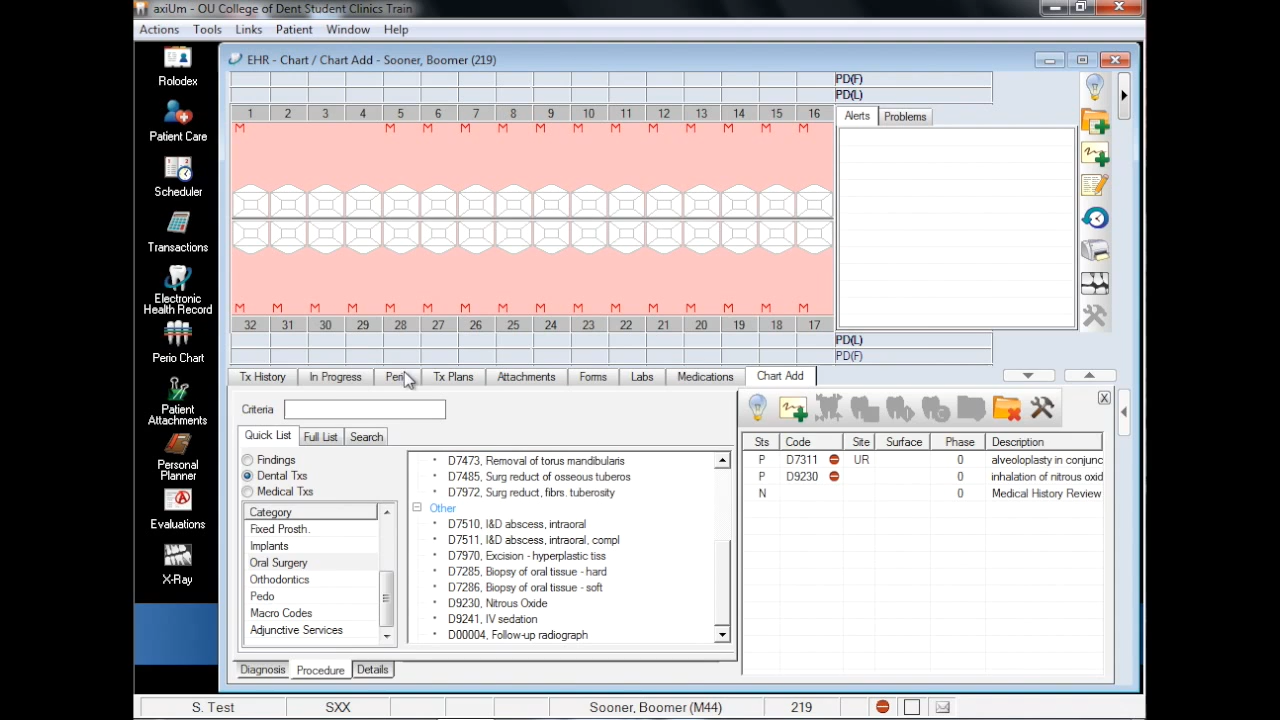 axiUm - OU College of Dent Student Clinics Train
Actions Tools Links Patient Window Help
Rolodex
Patient Care
Scheduler
Transactions
Electronic
Health Record
Perio Chart
Patient
Attachments
Personal
Planner
Evaluations
X-Ray
EHR - Chart / Chart Add - Sooner, Boomer (219)
PD(F)
PD(L)
1 2 3 4 5 6 7 8 9 10 11 12 13 14 15 16
M M M M M M M M M M M M M
M M M M M M M M M M M M M M M M
32 31 30 29 28 27 26 25 24 23 22 21 20 19 18 17
PD(L)
PD(F)
Alerts Problems
Tx History In Progress Tx Plans Attachments Forms Labs Medications Chart Add
Criteria
Quick List Full List Search
Findings
Dental Txs
Medical Txs
Category
Fixed Prosth.
Implants
Oral Surgery
Orthodontics
Pedo
Macro Codes
Adjunctive Services
D7473, Removal of torus mandibularis
D7485, Surg reduct of osseous tuberos
D7972, Surg reduct, fibrs. tuberosity
Other
D7510, I&D abscess, intraoral
D7511, I&D abscess, intraoral, compl
D7970, Excision - hyperplastic tiss
D7285, Biopsy of oral tissue - hard
D7286, Biopsy of oral tissue - soft
D9230, Nitrous Oxide
D9241, IV sedation
D00004, Follow-up radiograph
Diagnosis Procedure Details
Sts Code Site Surface Phase Description
P D7311 UR 0 alveoloplasty in conjunc
P D9230 0 inhalation of nitrous oxid
N 0 Medical History Review
S. Test SXX Sooner, Boomer (M44) 219